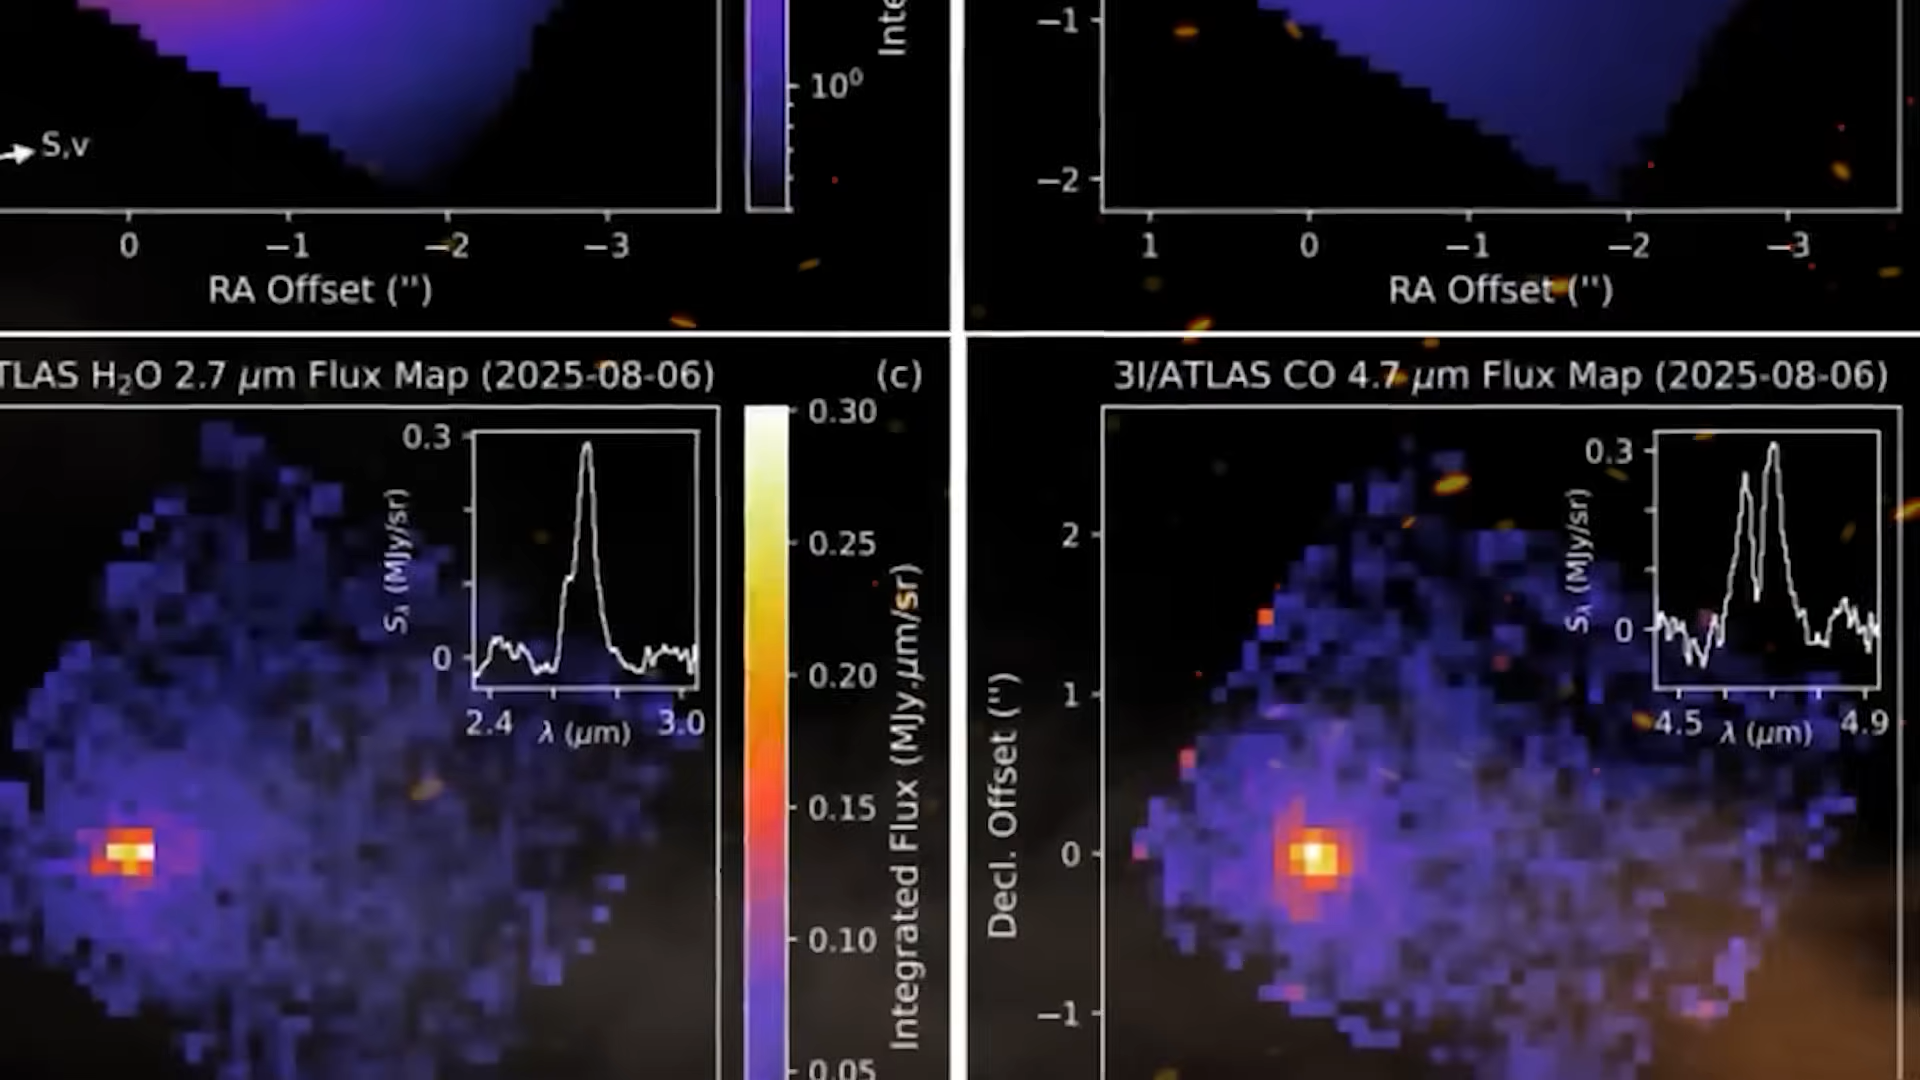 Inte
10⁰
S,v
0 −1 −2 −3
RA Offset ('')
−1
−2
1 0 −1 −2 −3
RA Offset ('')
TLAS H₂O 2.7 μm Flux Map (2025-08-06)
(c)
0.3
0
Sλ (MJy/sr)
2.4 λ (μm) 3.0
0.30
0.25
0.20
0.15
0.10
0.05
Integrated Flux (MJy.μm/sr)
3I/ATLAS CO 4.7 μm Flux Map (2025-08-06)
2
1
0
−1
Decl. Offset ('')
0.3
0
Sλ (MJy/sr)
4.5 λ (μm) 4.9